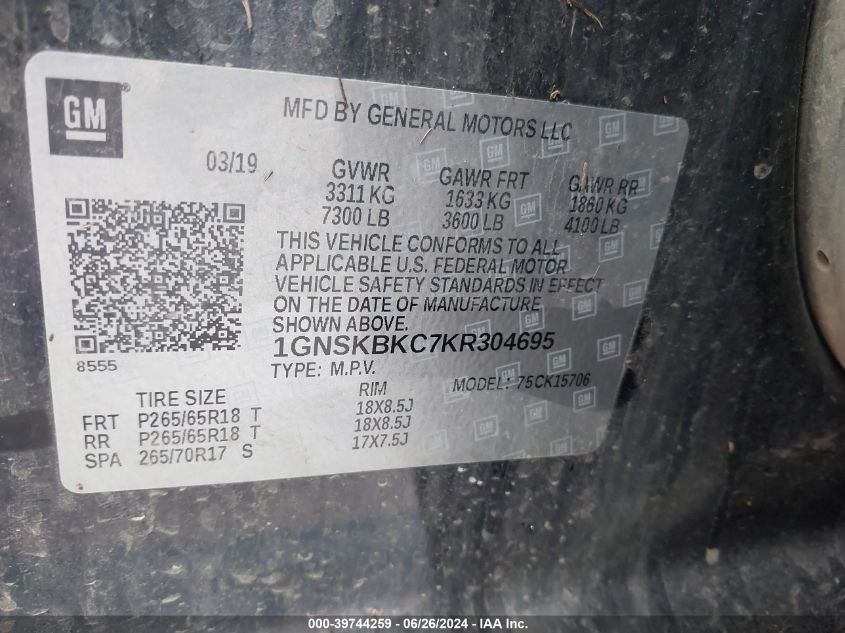 GM
MFD BY GENERAL MOTORS LLC
03/19
GVWR GAWR FRT GAWR RR
3311 KG 1633 KG 1860 KG
7300 LB 3600 LB 4100 LB
THIS VEHICLE CONFORMS TO ALL
APPLICABLE U.S. FEDERAL MOTOR
VEHICLE SAFETY STANDARDS IN EFFECT
ON THE DATE OF MANUFACTURE
SHOWN ABOVE.
1GNSKBKC7KR304695
8555
TYPE: M.P.V. MODEL: 75CK15706
TIRE SIZE RIM
FRT P265/65R18 T 18X8.5J
RR P265/65R18 T 18X8.5J
SPA 265/70R17 S 17X7.5J
000-39744259 - 06/26/2024 - IAA Inc.